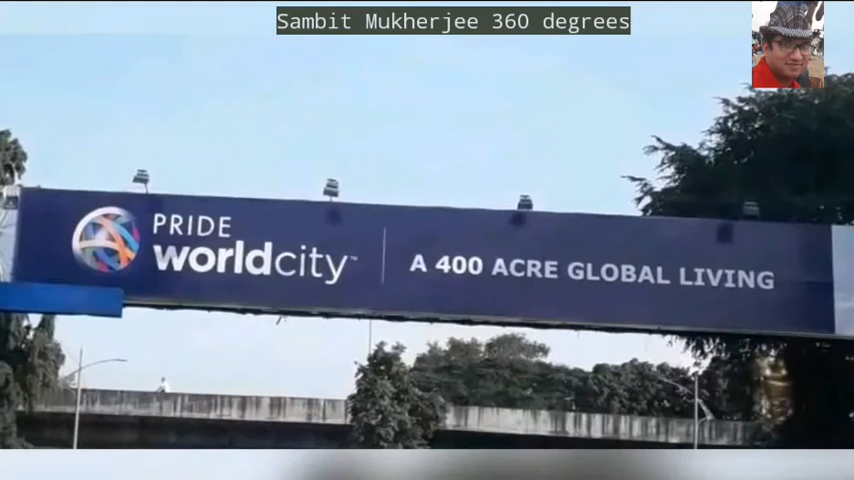 Sambit Mukherjee 360 degrees
PRIDE
worldcity™
A 400 ACRE GLOBAL LIVING